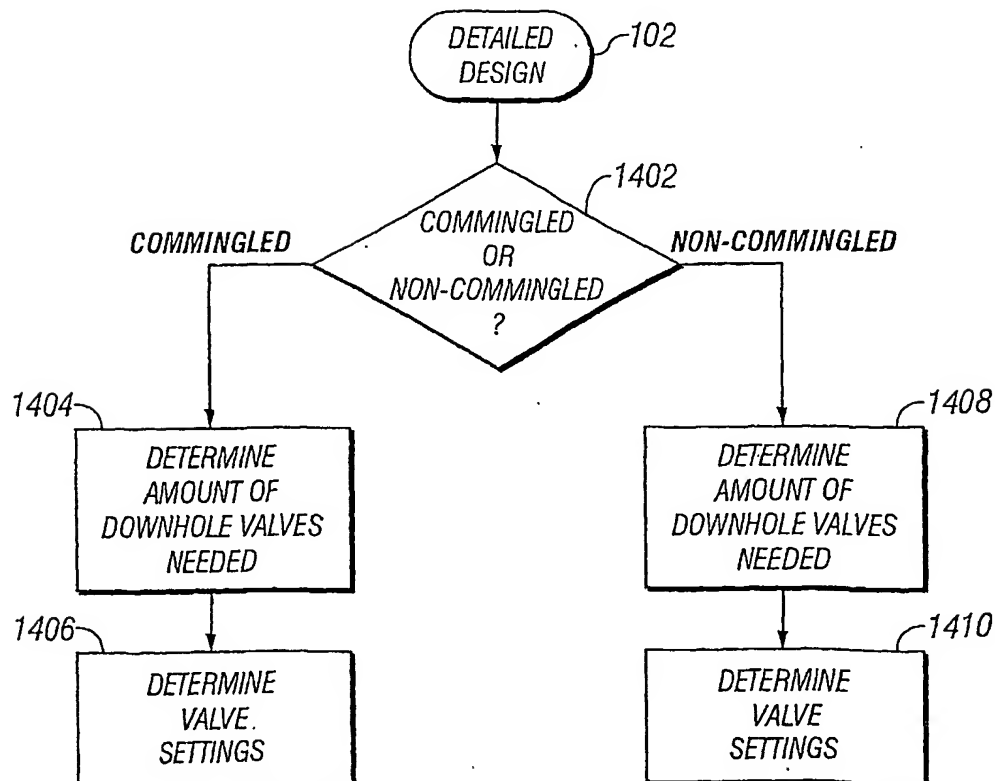 DETAILED
DESIGN
102
1402
COMMINGLED
OR
NON-COMMINGLED
?
COMMINGLED
NON-COMMINGLED
1404
DETERMINE
AMOUNT OF
DOWNHOLE VALVES
NEEDED
1408
DETERMINE
AMOUNT OF
DOWNHOLE VALVES
NEEDED
1406
DETERMINE
VALVE
SETTINGS
1410
DETERMINE
VALVE
SETTINGS